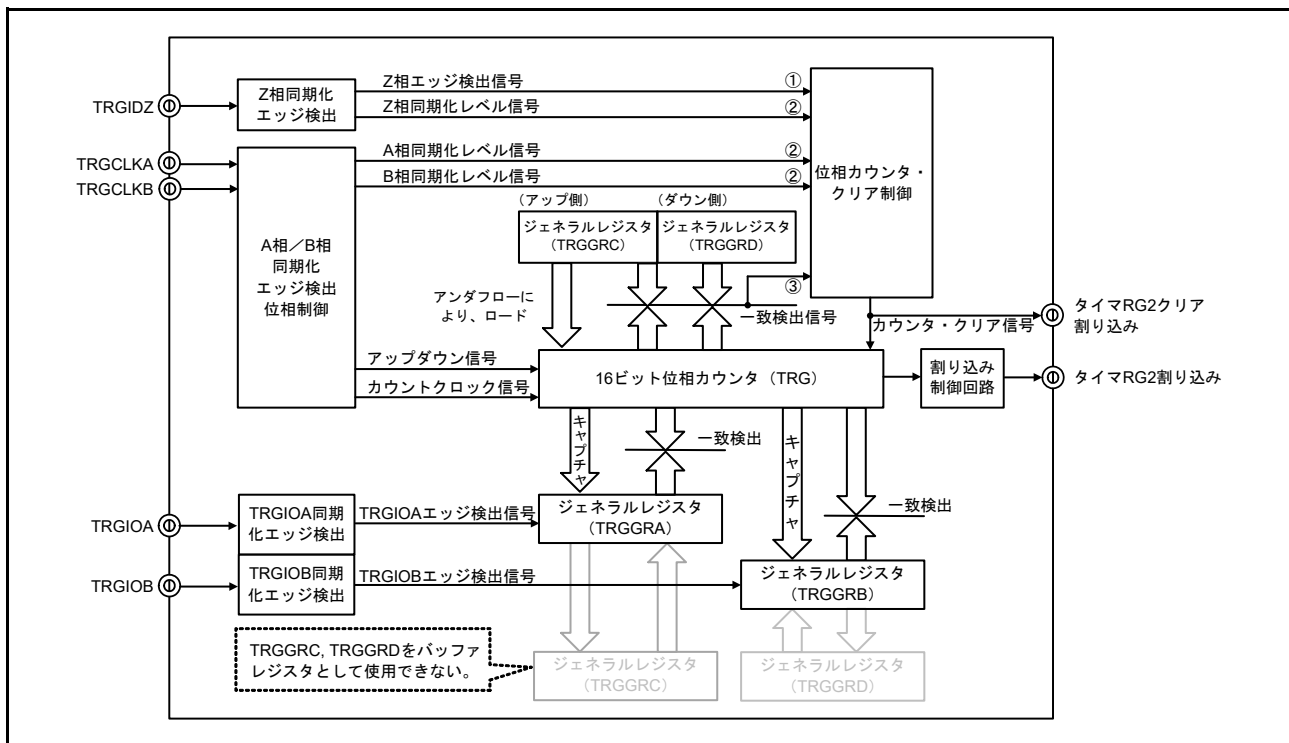 TRGIDZ
Z相同期化
エッジ検出
Z相エッジ検出信号
①
Z相同期化レベル信号
②
TRGCLKA
TRGCLKB
A相/B相
同期化
エッジ検出
位相制御
A相同期化レベル信号
②
B相同期化レベル信号
②
位相カウンタ・
クリア制御
(アップ側)
(ダウン側)
ジェネラルレジスタ
(TRGGRC)
ジェネラルレジスタ
(TRGGRD)
アンダフローに
より、ロード
③
一致検出信号
カウンタ・クリア信号
タイマRG2クリア
割り込み
アップダウン信号
カウントクロック信号
16ビット位相カウンタ(TRG)
割り込み
制御回路
タイマRG2割り込み
キャプチャ
一致検出
キャプチャ
一致検出
TRGIOA
TRGIOA同期
化エッジ検出
TRGIOAエッジ検出信号
ジェネラルレジスタ
(TRGGRA)
TRGIOB
TRGIOB同期
化エッジ検出
TRGIOBエッジ検出信号
ジェネラルレジスタ
(TRGGRB)
TRGGRC, TRGGRDをバッファ
レジスタとして使用できない。
ジェネラルレジスタ
(TRGGRC)
ジェネラルレジスタ
(TRGGRD)